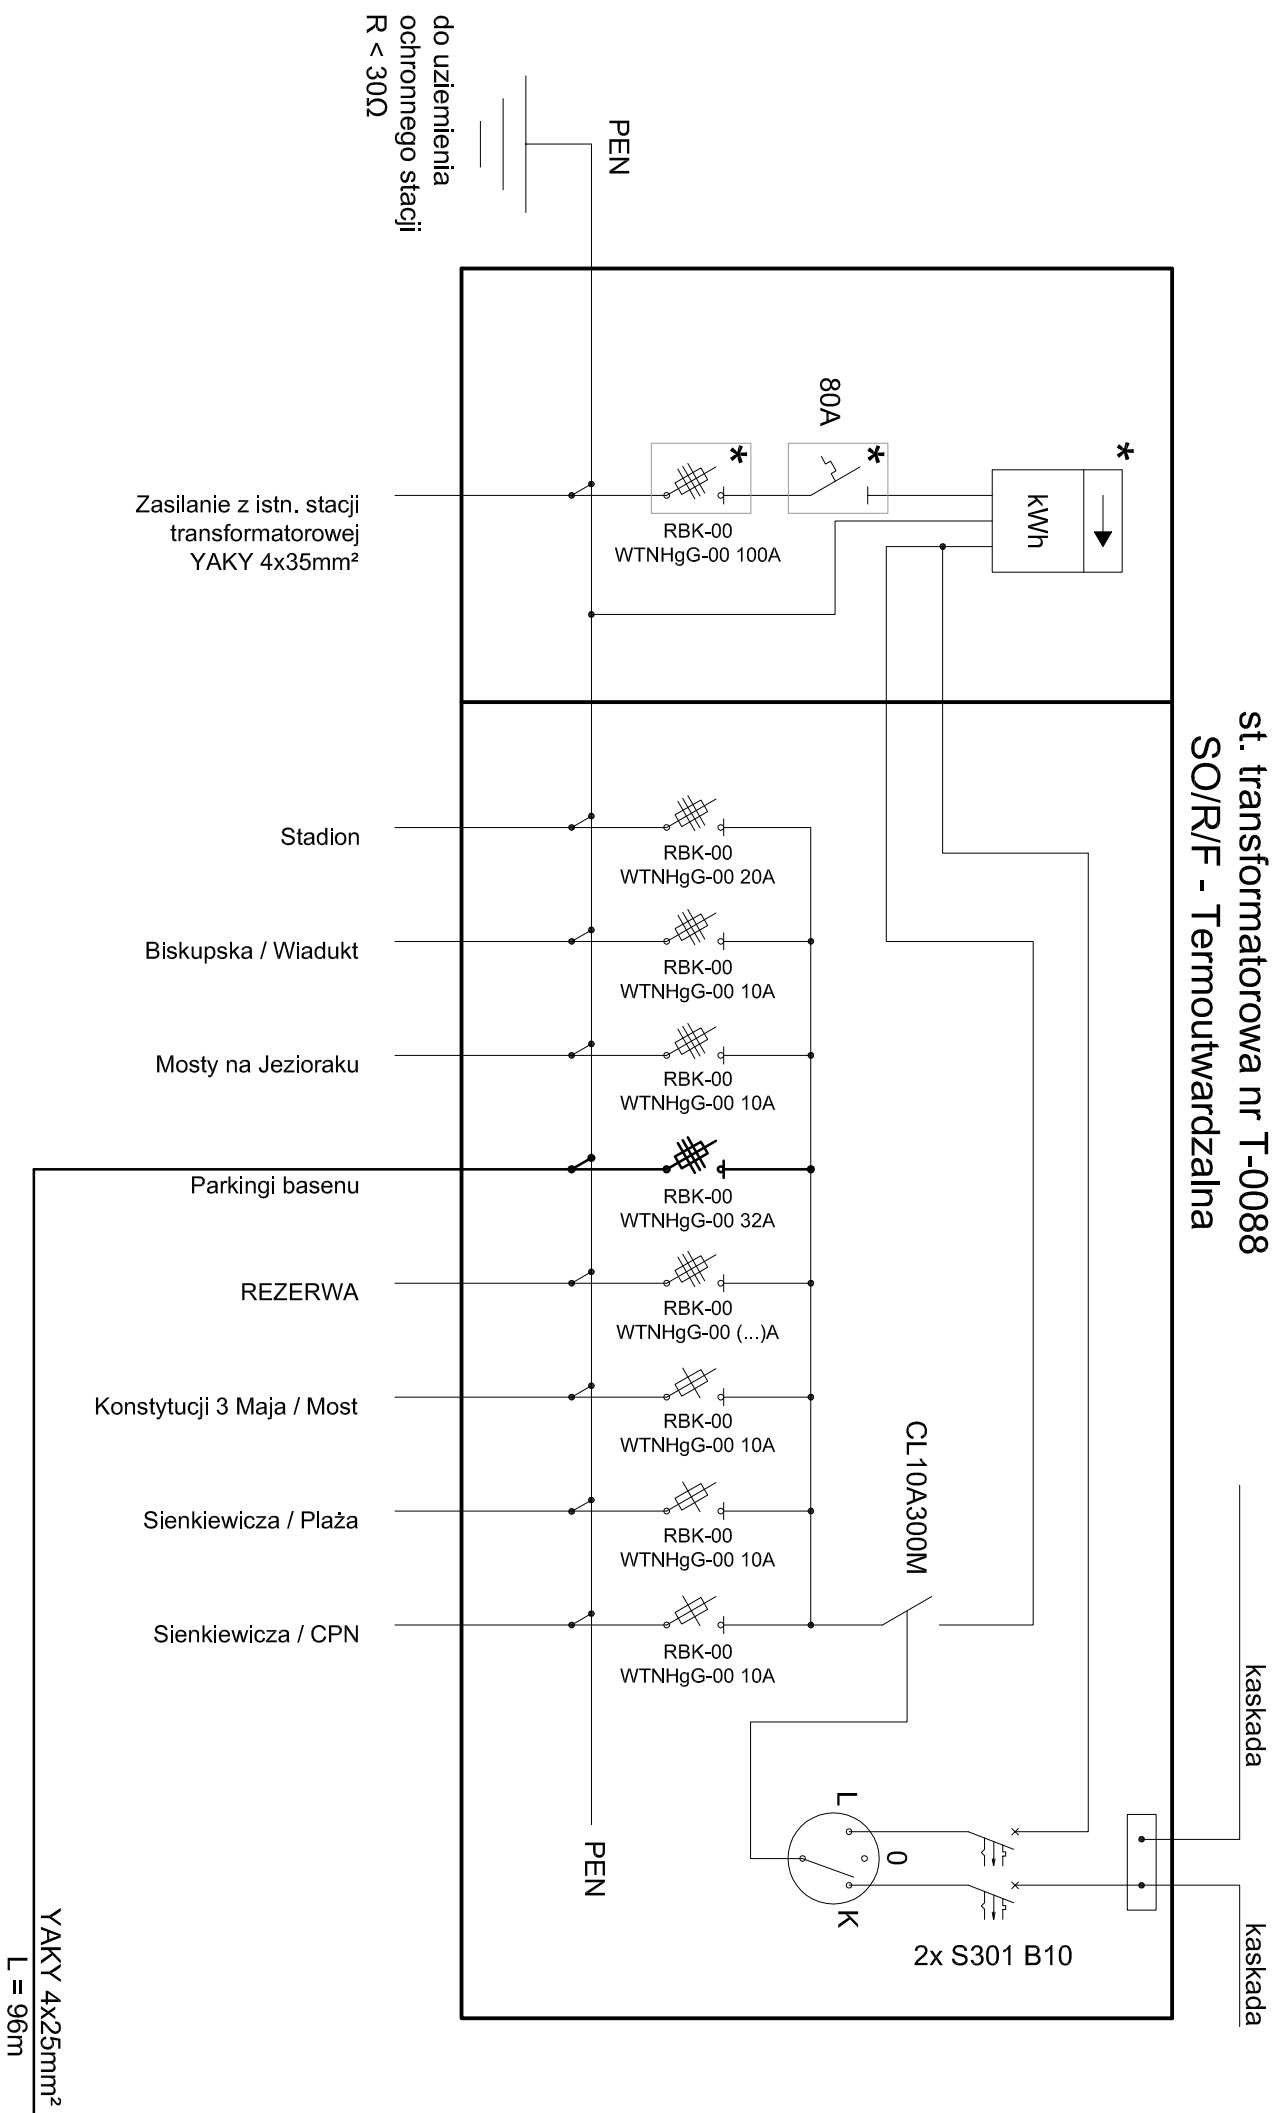 st. transformatorowa nr T-0088
SO/R/F - Termoutwardzalna
do uziemienia
ochronnego stacji
R < 30Ω
PEN
80A
*
*
*
kWh
RBK-00
WTNHgG-00 100A
Zasilanie z istn. stacji
transformatorowej
YAKY 4x35mm²
Stadion
RBK-00
WTNHgG-00 20A
Biskupska / Wiadukt
RBK-00
WTNHgG-00 10A
Mosty na Jezioraku
RBK-00
WTNHgG-00 10A
Parkingi basenu
RBK-00
WTNHgG-00 32A
REZERWA
RBK-00
WTNHgG-00 (...)A
Konstytucji 3 Maja / Most
RBK-00
WTNHgG-00 10A
Sienkiewicza / Plaża
RBK-00
WTNHgG-00 10A
Sienkiewicza / CPN
RBK-00
WTNHgG-00 10A
CL10A300M
kaskada
kaskada
L
0
K
2x S301 B10
PEN
YAKY 4x25mm²
L = 96m